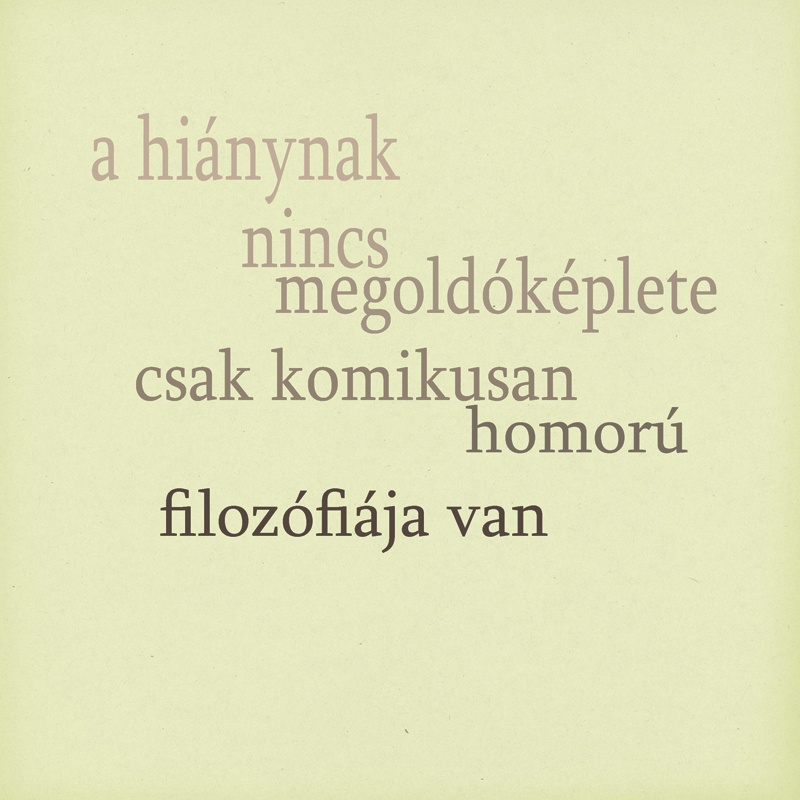 a hiánynak
nincs
megoldóképlete
csak komikusan
homorú
filozófiája van